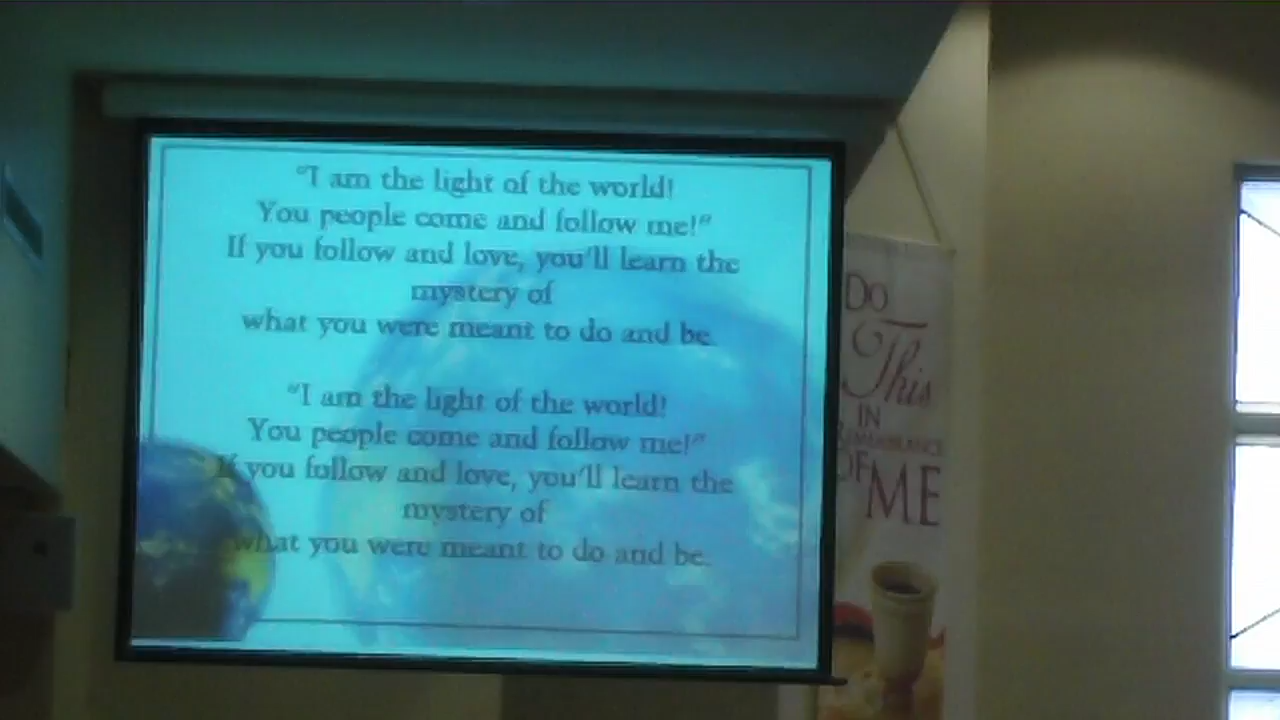 "I am the light of the world!
You people come and follow me!"
If you follow and love, you'll learn the
mystery of
what you were meant to do and be.
"I am the light of the world!
You people come and follow me!"
If you follow and love, you'll learn the
mystery of
what you were meant to do and be.
DO
This
IN
REMEMBRANCE
OF ME